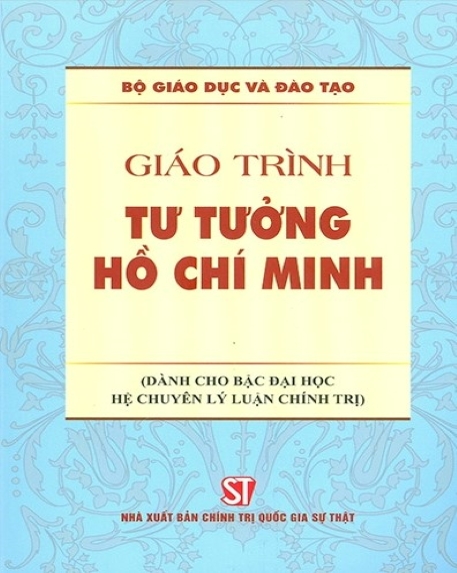 BỘ GIÁO DỤC VÀ ĐÀO TẠO
GIÁO TRÌNH
TƯ TƯỞNG
HỒ CHÍ MINH
(DÀNH CHO BẬC ĐẠI HỌC
HỆ CHUYÊN LÝ LUẬN CHÍNH TRỊ)
ST
NHÀ XUẤT BẢN CHÍNH TRỊ QUỐC GIA SỰ THẬT